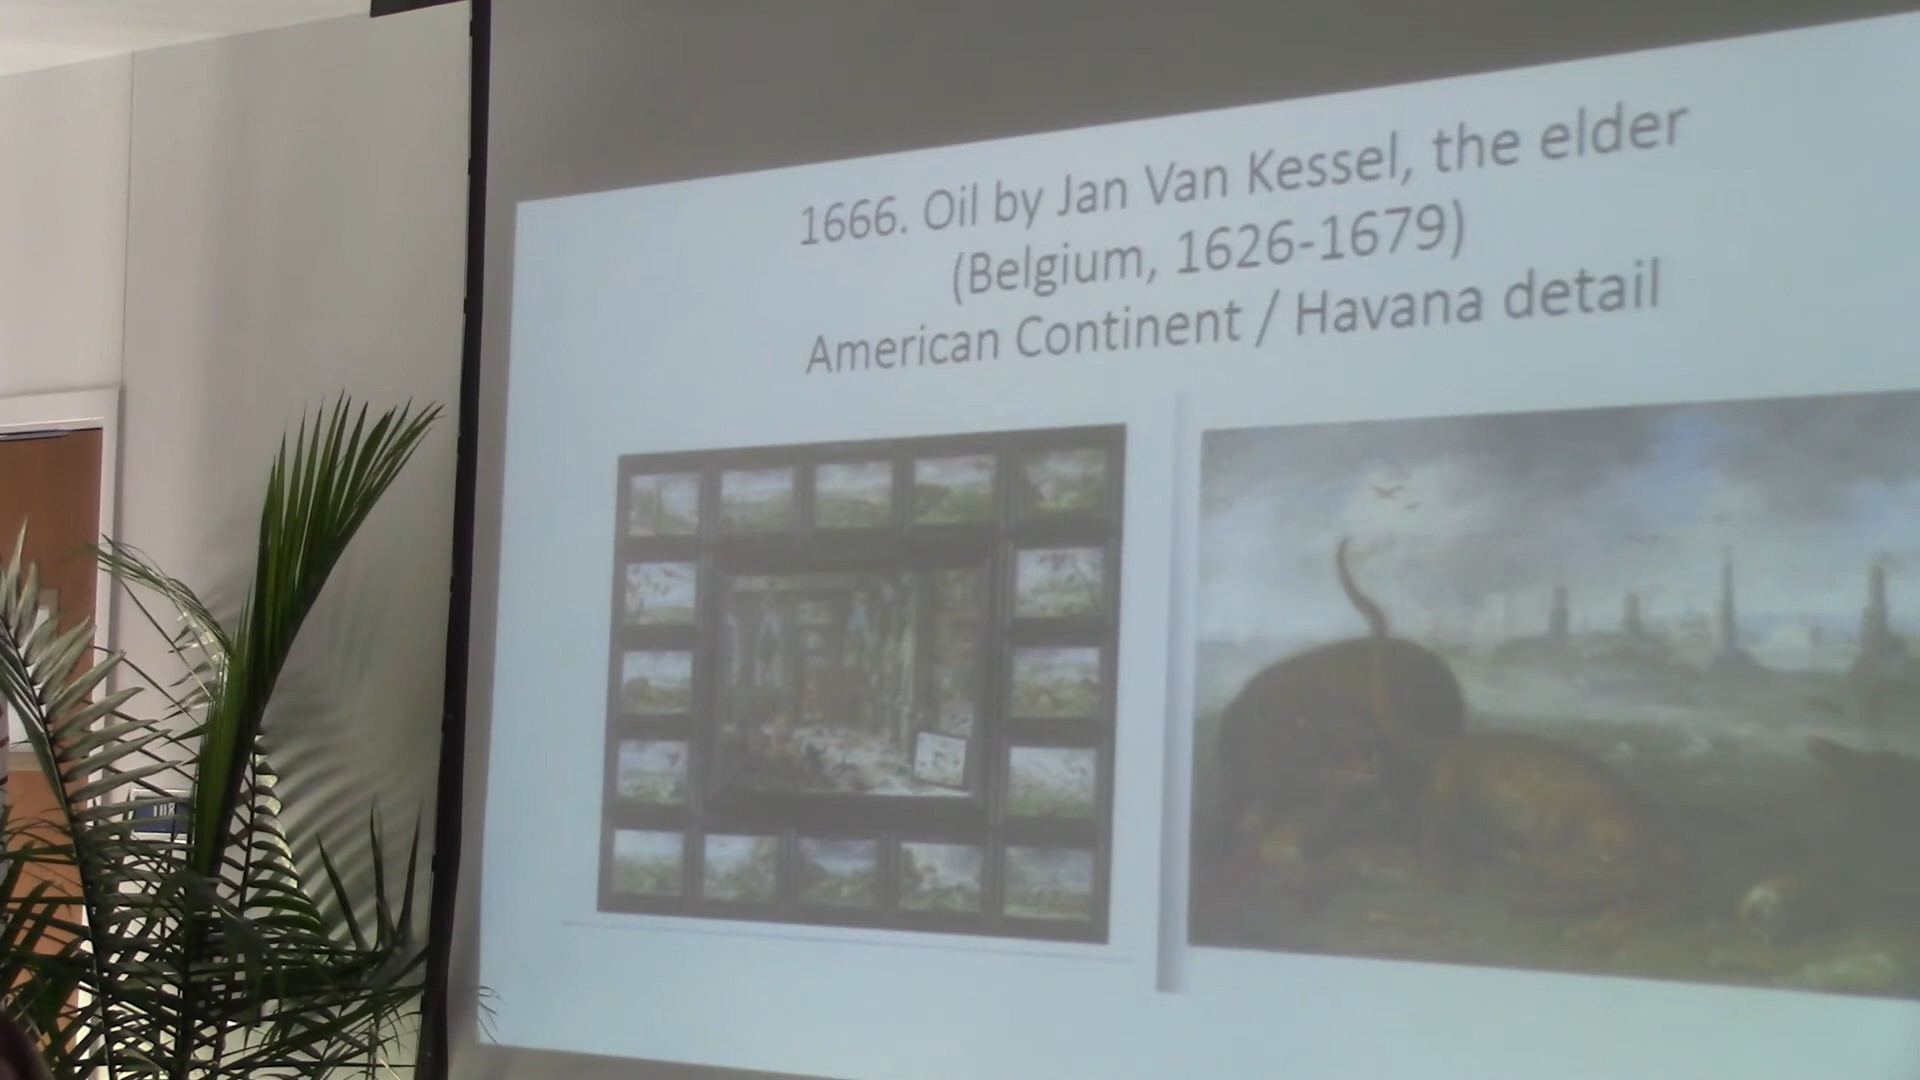 1666. Oil by Jan Van Kessel, the elder
(Belgium, 1626-1679)
American Continent / Havana detail